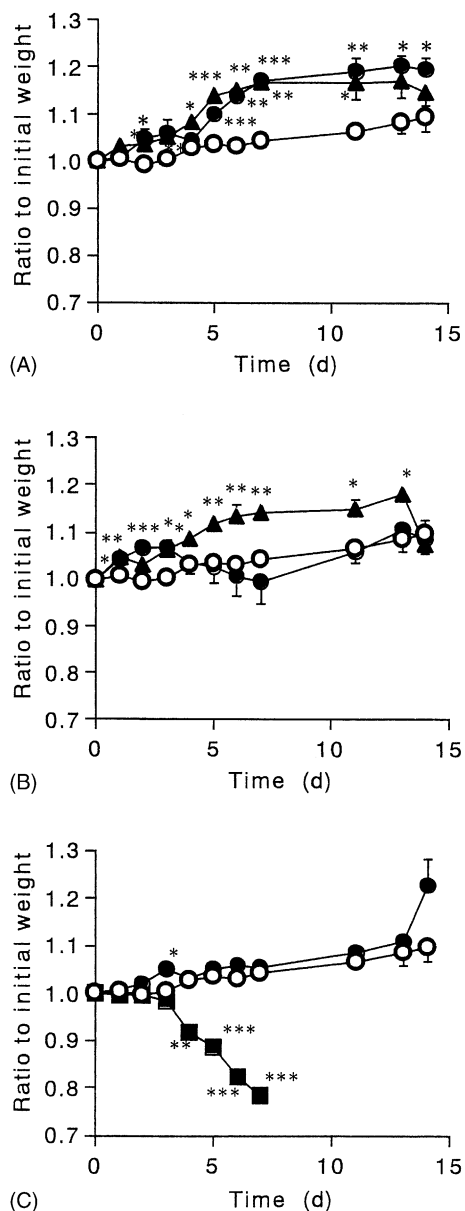 1.3
1.2
1.1
1.0
0.9
0.8
0.7
Ratio to initial weight
* * *** ** *** ** * *
* ** *** ** ** *
0 5 10 15
(A) Time (d)
1.3
1.2
1.1
1.0
0.9
0.8
0.7
Ratio to initial weight
* ** *** * * * ** ** ** * *
0 5 10 15
(B) Time (d)
1.3
1.2
1.1
1.0
0.9
0.8
0.7
Ratio to initial weight
*
** *** *** ***
0 5 10 15
(C) Time (d)